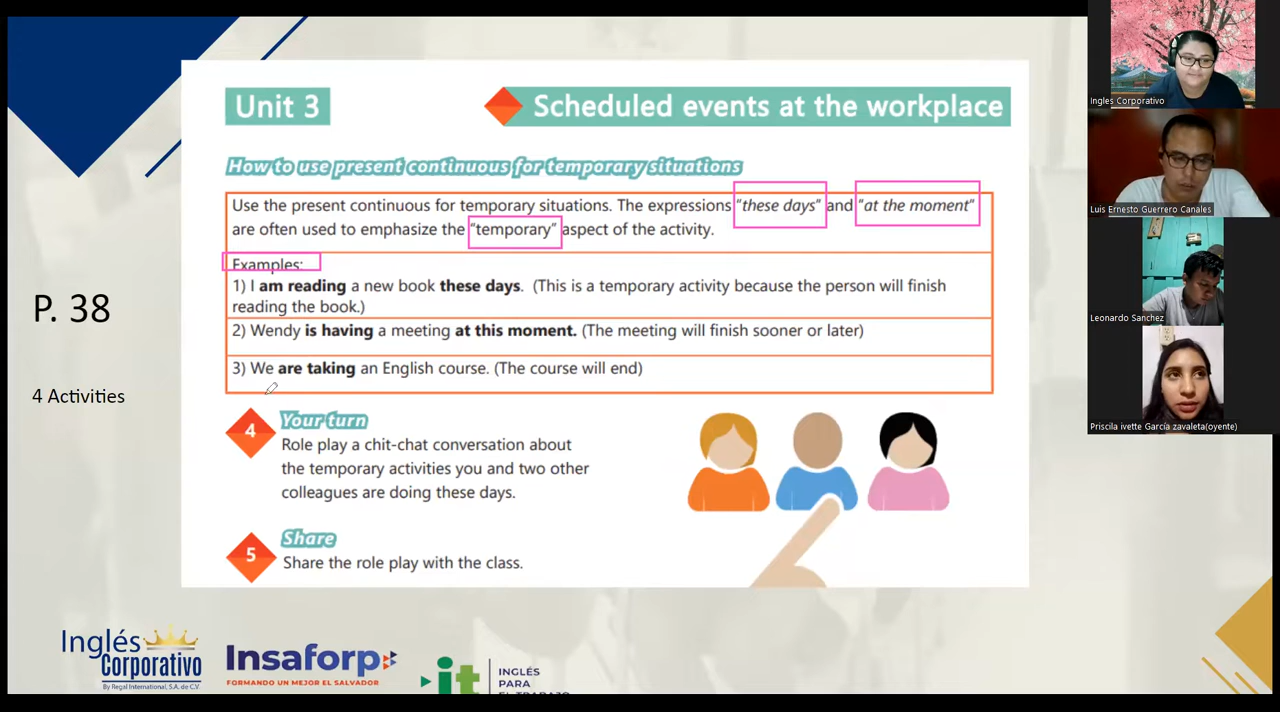 Unit 3
Scheduled events at the workplace
How to use present continuous for temporary situations
Use the present continuous for temporary situations. The expressions "these days" and "at the moment"
are often used to emphasize the "temporary" aspect of the activity.
Examples:
1) I am reading a new book these days. (This is a temporary activity because the person will finish
reading the book.)
2) Wendy is having a meeting at this moment. (The meeting will finish sooner or later)
3) We are taking an English course. (The course will end)
P. 38
4 Activities
4
Your turn
Role play a chit-chat conversation about
the temporary activities you and two other
colleagues are doing these days.
5
Share
Share the role play with the class.
Inglés
Corporativo
By Regal International, S.A. de C.V.
Insaforp
FORMANDO UN MEJOR EL SALVADOR
it
INGLÉS
PARA
EL TRABAJO
Ingles Corporativo
Luis Ernesto Guerrero Canales
Leonardo Sanchez
Priscila ivette García zavaleta(oyente)